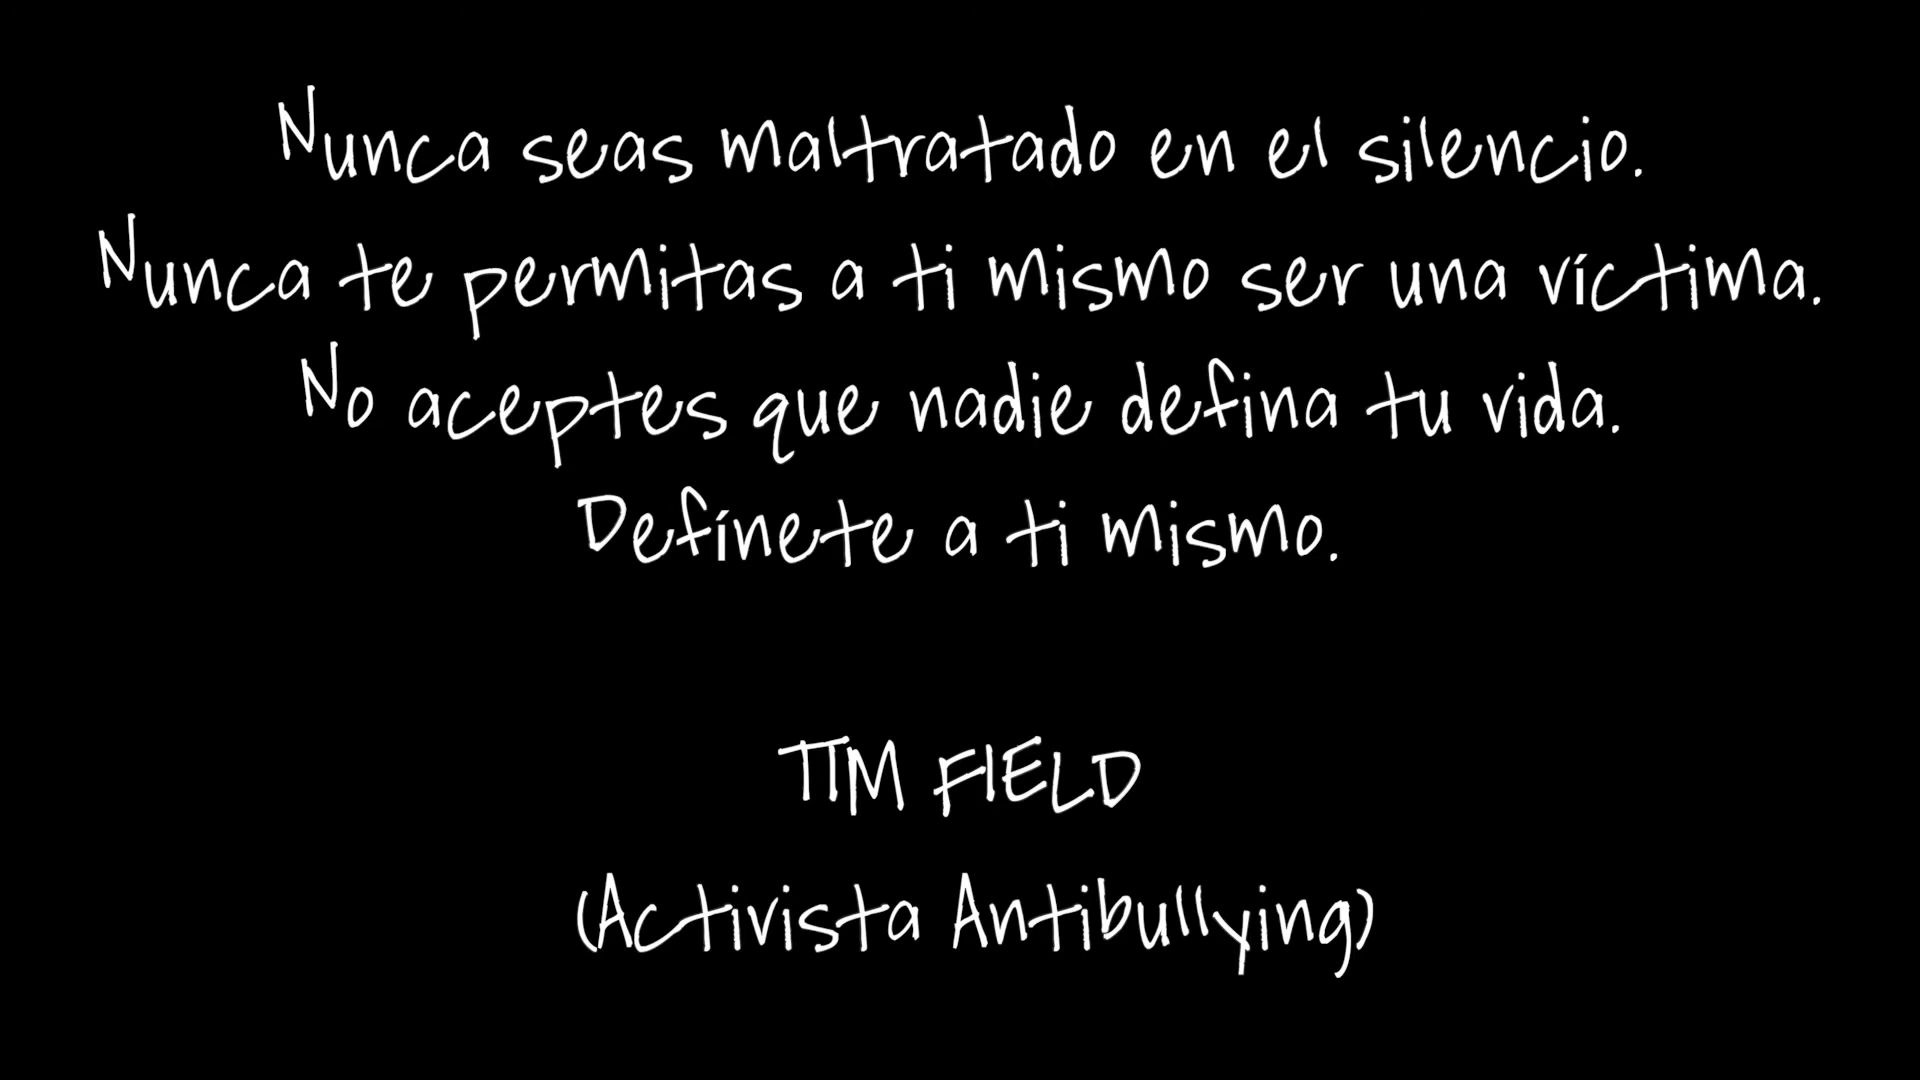 Nunca seas maltratado en el silencio.
Nunca te permitas a ti mismo ser una víctima.
No aceptes que nadie defina tu vida.
Defínete a ti mismo.
TIM FIELD
(Activista Antibullying)